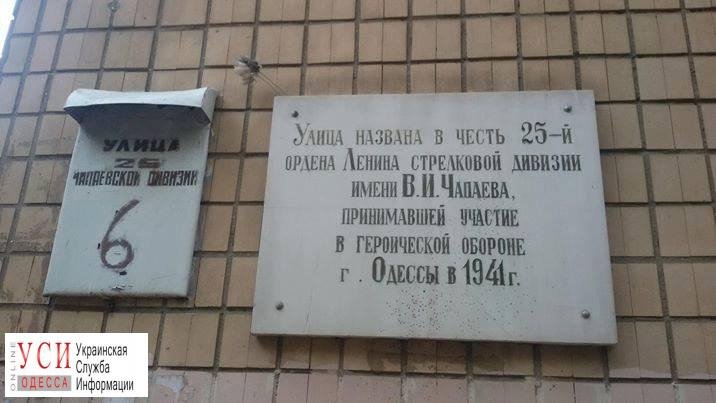 УЛИЦА
25
ЧАПАЕВСКОЙ ДИВИЗИИ
6
УЛИЦА НАЗВАНА В ЧЕСТЬ 25-Й
ОРДЕНА ЛЕНИНА СТРЕЛКОВОЙ ДИВИЗИИ
ИМЕНИ В.И.ЧАПАЕВА,
ПРИНИМАВШЕЙ УЧАСТИЕ
В ГЕРОИЧЕСКОЙ ОБОРОНЕ
Г. ОДЕССЫ В 1941 Г.
ONLINE
УСИ
ОДЕССА
Украинская
Служба
Информации